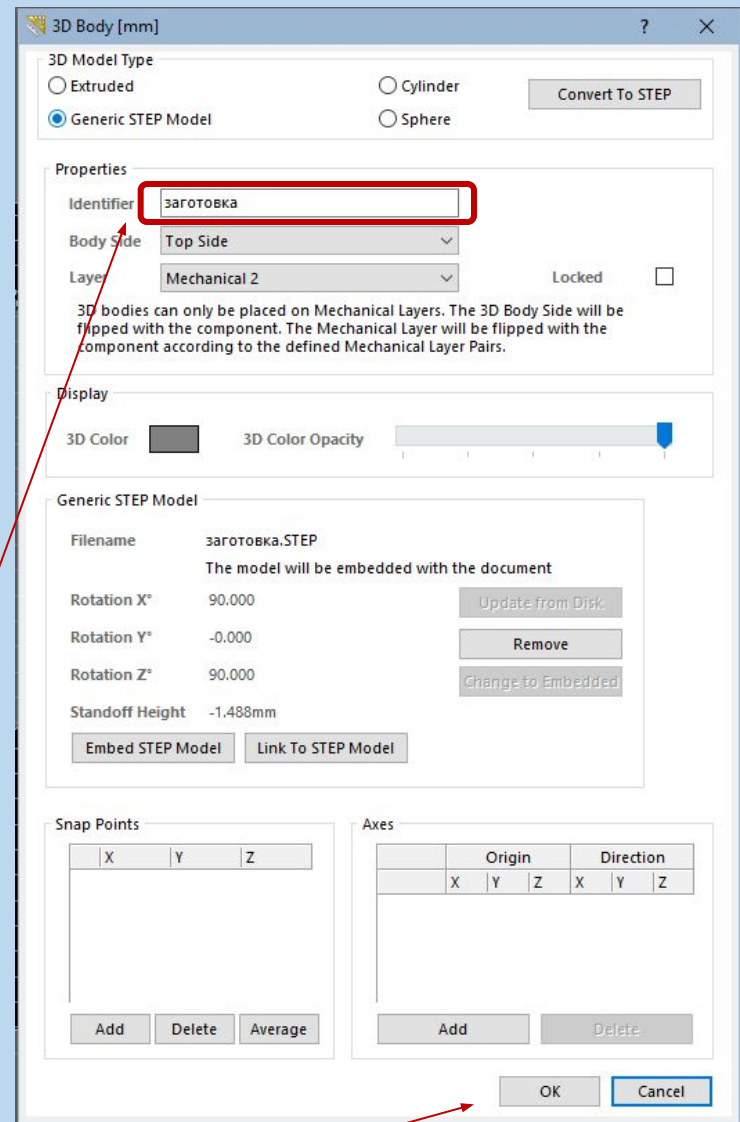 3D Body [mm] ? ×
3D Model Type
Extruded
Cylinder
Convert To STEP
Generic STEP Model
Sphere
Properties
Identifier заготовка
Body Side Top Side
Layer Mechanical 2
Locked
3D bodies can only be placed on Mechanical Layers. The 3D Body Side will be
flipped with the component. The Mechanical Layer will be flipped with the
component according to the defined Mechanical Layer Pairs.
Display
3D Color
3D Color Opacity
Generic STEP Model
Filename заготовка.STEP
The model will be embedded with the document
Rotation X° 90.000
Update from Disk
Rotation Y° -0.000
Remove
Rotation Z° 90.000
Change to Embedded
Standoff Height -1.488mm
Embed STEP Model
Link To STEP Model
Snap Points
X Y Z
Add Delete Average
Axes
Origin Direction
X Y Z X Y Z
Add Delete
OK Cancel